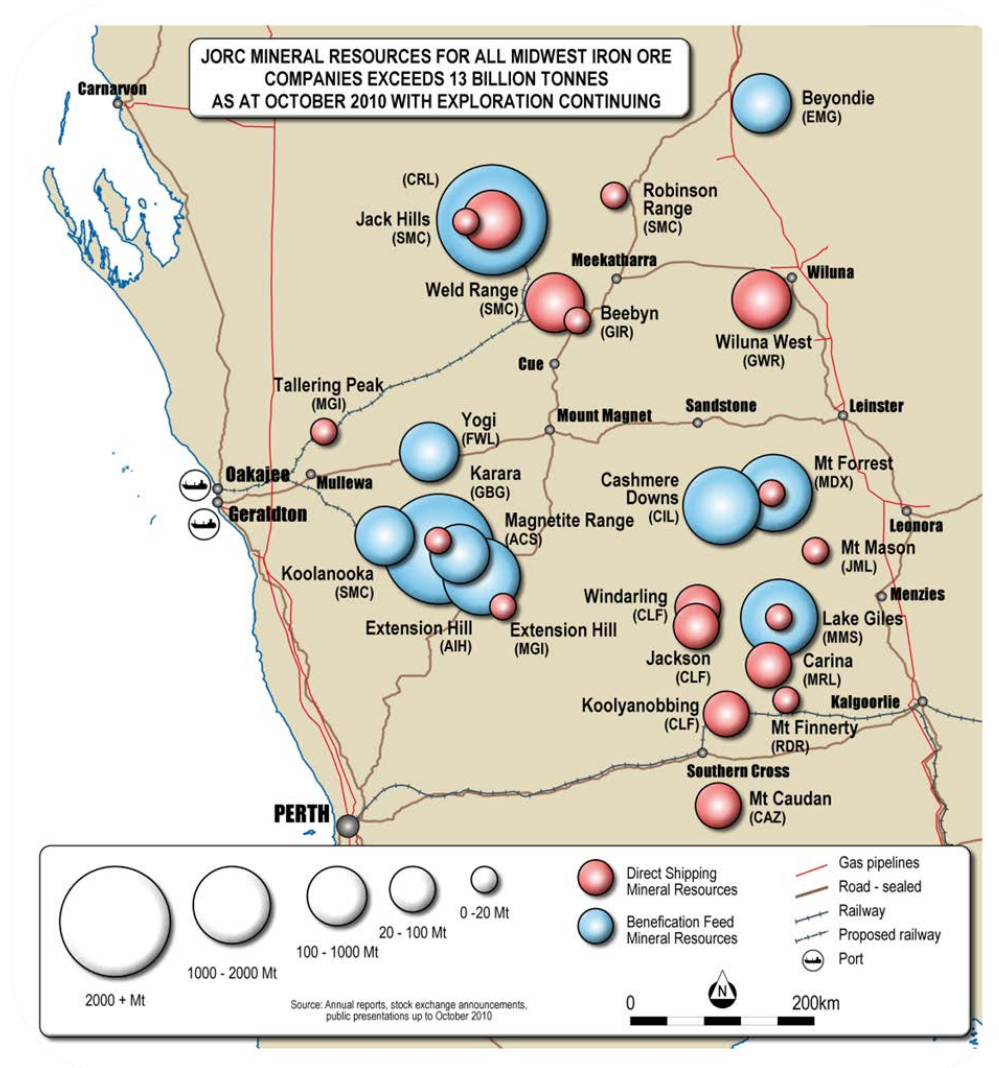 JORC MINERAL RESOURCES FOR ALL MIDWEST IRON ORE
COMPANIES EXCEEDS 13 BILLION TONNES
AS AT OCTOBER 2010 WITH EXPLORATION CONTINUING
Carnarvon
Beyondie
(EMG)
(CRL)
Jack Hills
(SMC)
Robinson
Range
(SMC)
Meekatharra
Wiluna
Weld Range
(SMC)
Beebyn
(GIR)
Wiluna West
(GWR)
Cue
Tallering Peak
(MGI)
Yogi
(FWL)
Mount Magnet
Sandstone
Leinster
Oakajee
Mullewa
Karara
(GBG)
Geraldton
Cashmere
Downs
(CIL)
Mt Forrest
(MDX)
Magnetite Range
(ACS)
Leonora
Mt Mason
(JML)
Koolanooka
(SMC)
Menzies
Windarling
(CLF)
Lake Giles
(MMS)
Extension Hill
(AIH)
Extension Hill
(MGI)
Jackson
(CLF)
Carina
(MRL)
Koolyanobbing
(CLF)
Kalgoorlie
Mt Finnerty
(RDR)
Southern Cross
Mt Caudan
(CAZ)
PERTH
2000 + Mt
1000 - 2000 Mt
100 - 1000 Mt
20 - 100 Mt
0 -20 Mt
Direct Shipping
Mineral Resources
Benefication Feed
Mineral Resources
Gas pipelines
Road - sealed
Railway
Proposed railway
Port
Source: Annual reports, stock exchange announcements,
public presentations up to October 2010
N
0 200km